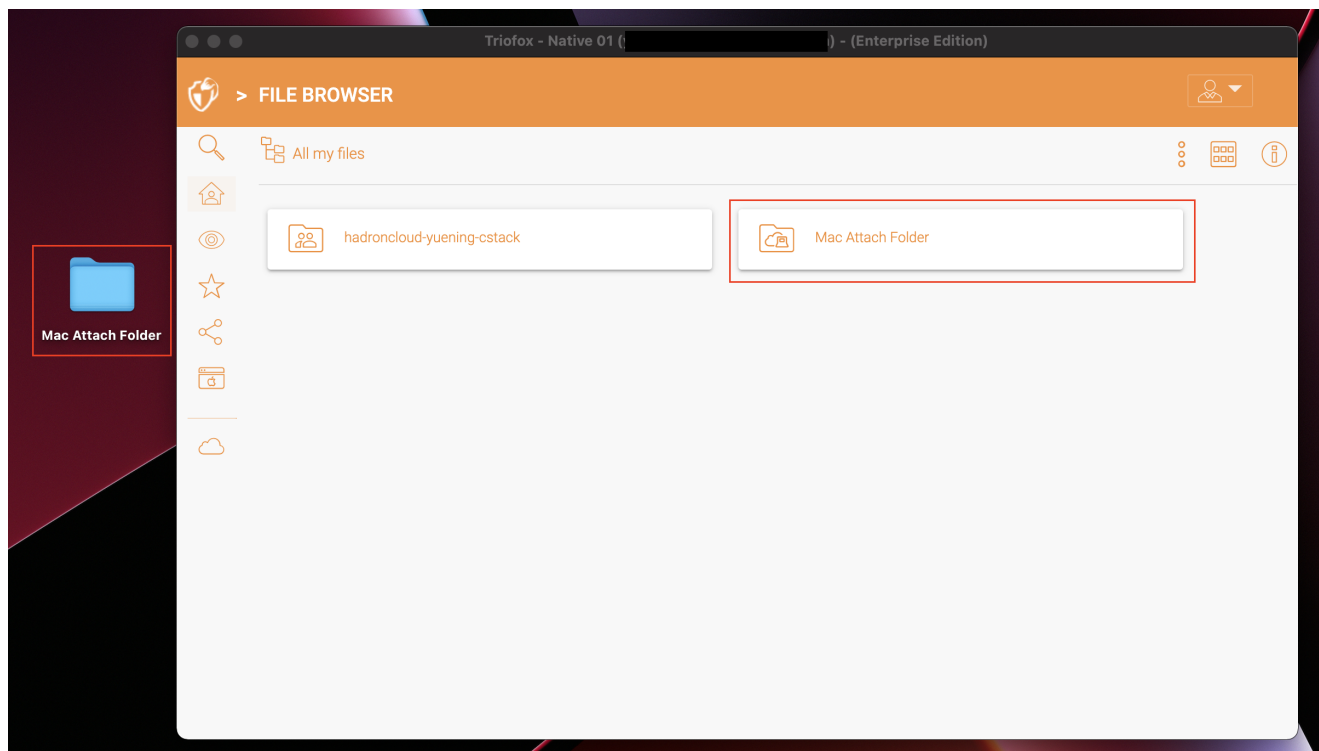 Triofox - Native 01 ( ) - (Enterprise Edition)
> FILE BROWSER
All my files
hadroncloud-yuening-cstack
Mac Attach Folder
Mac Attach Folder